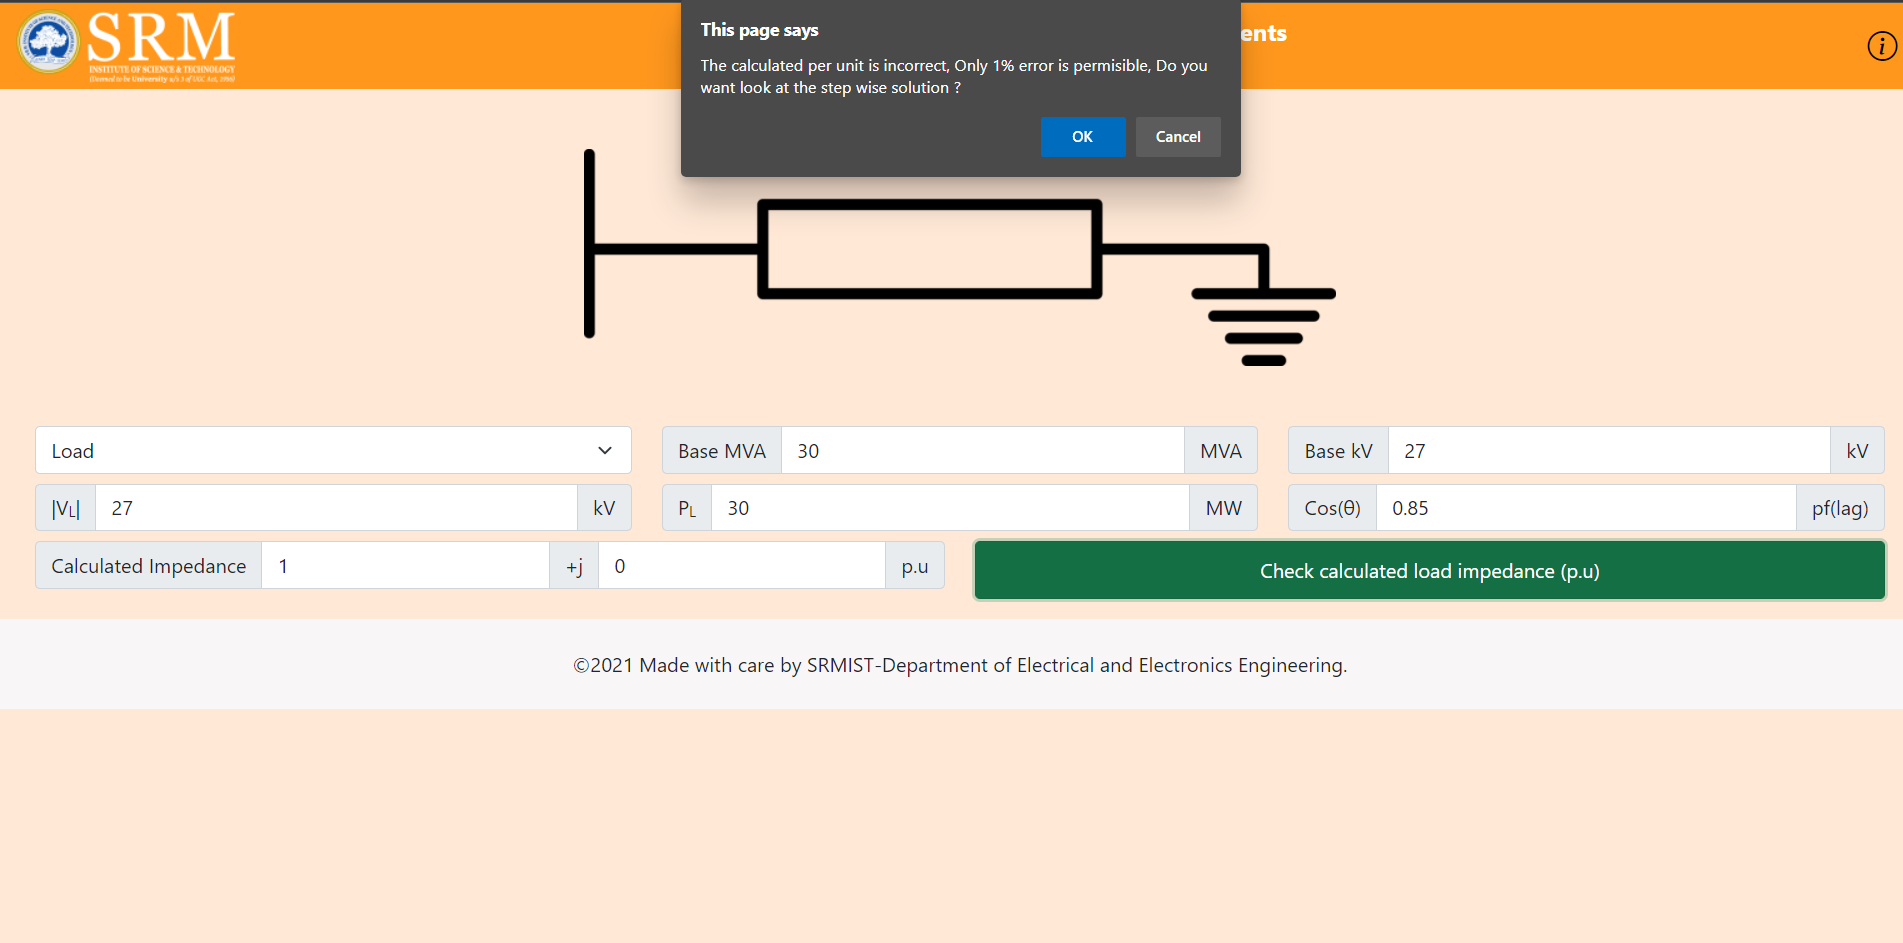 SRM
INSTITUTE OF SCIENCE & TECHNOLOGY
(Deemed to be University u/s 3 of UGC Act, 1956)
This page says
The calculated per unit is incorrect, Only 1% error is permisible, Do you
want look at the step wise solution ?
OK Cancel
ents
i
Load
Base MVA 30 MVA
Base kV 27 kV
|VL| 27 kV
PL 30 MW
Cos(θ) 0.85 pf(lag)
Calculated Impedance 1 +j 0 p.u
Check calculated load impedance (p.u)
©2021 Made with care by SRMIST-Department of Electrical and Electronics Engineering.